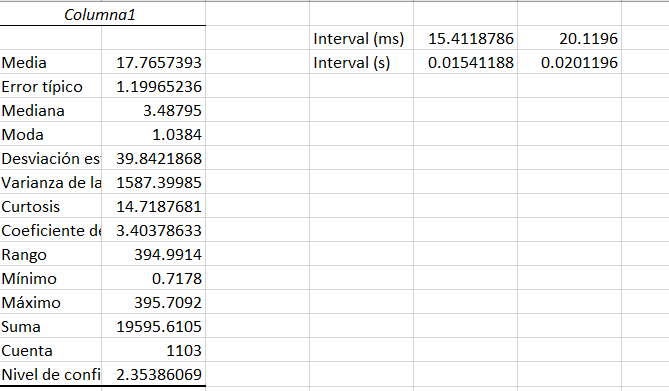 Columna1
Interval (ms) 15.4118786 20.1196
Media 17.7657393 Interval (s) 0.01541188 0.0201196
Error típico 1.19965236
Mediana 3.48795
Moda 1.0384
Desviación es 39.8421868
Varianza de la 1587.39985
Curtosis 14.7187681
Coeficiente de 3.40378633
Rango 394.9914
Mínimo 0.7178
Máximo 395.7092
Suma 19595.6105
Cuenta 1103
Nivel de confi 2.35386069